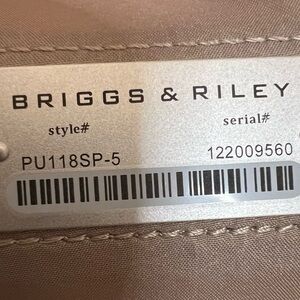 BRIGGS & RILEY
style# serial#
PU118SP-5 122009560